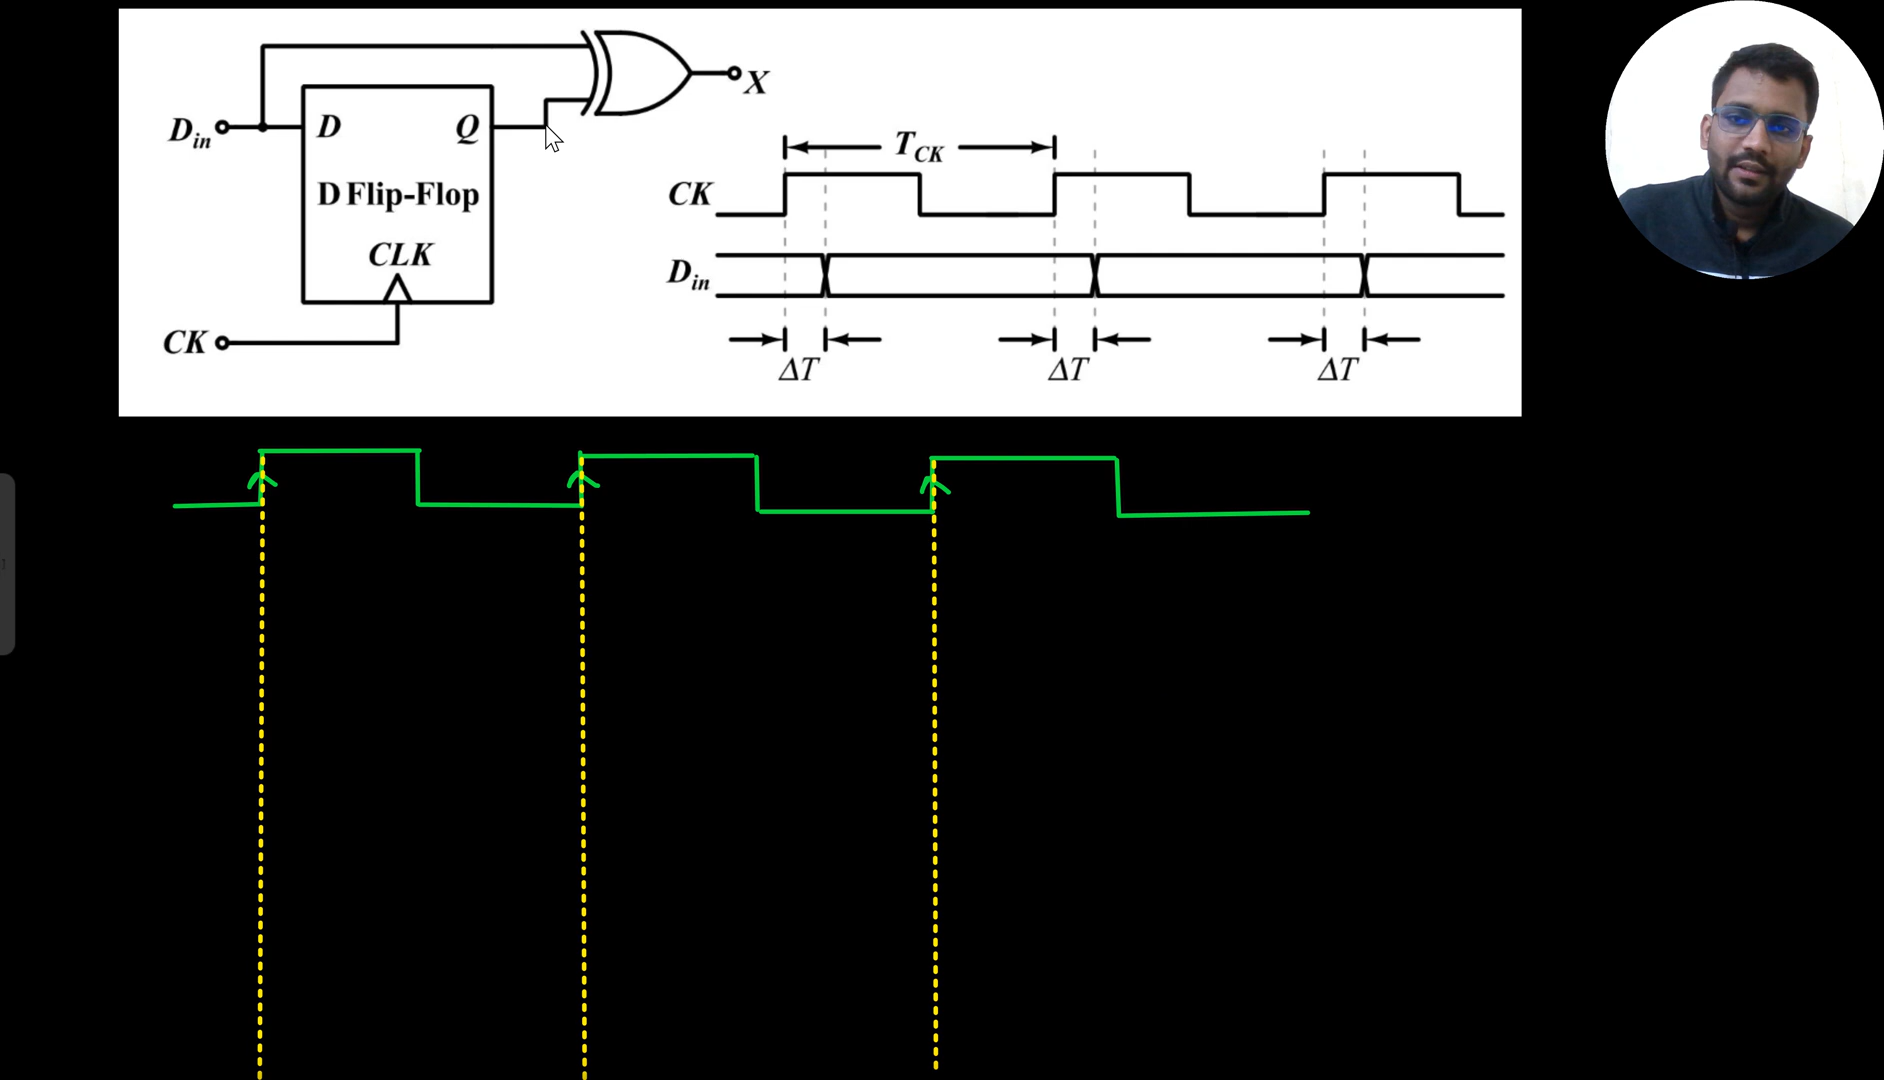 X
D_in
D
Q
D Flip-Flop
CLK
CK
T_CK
CK
D_in
ΔT
ΔT
ΔT